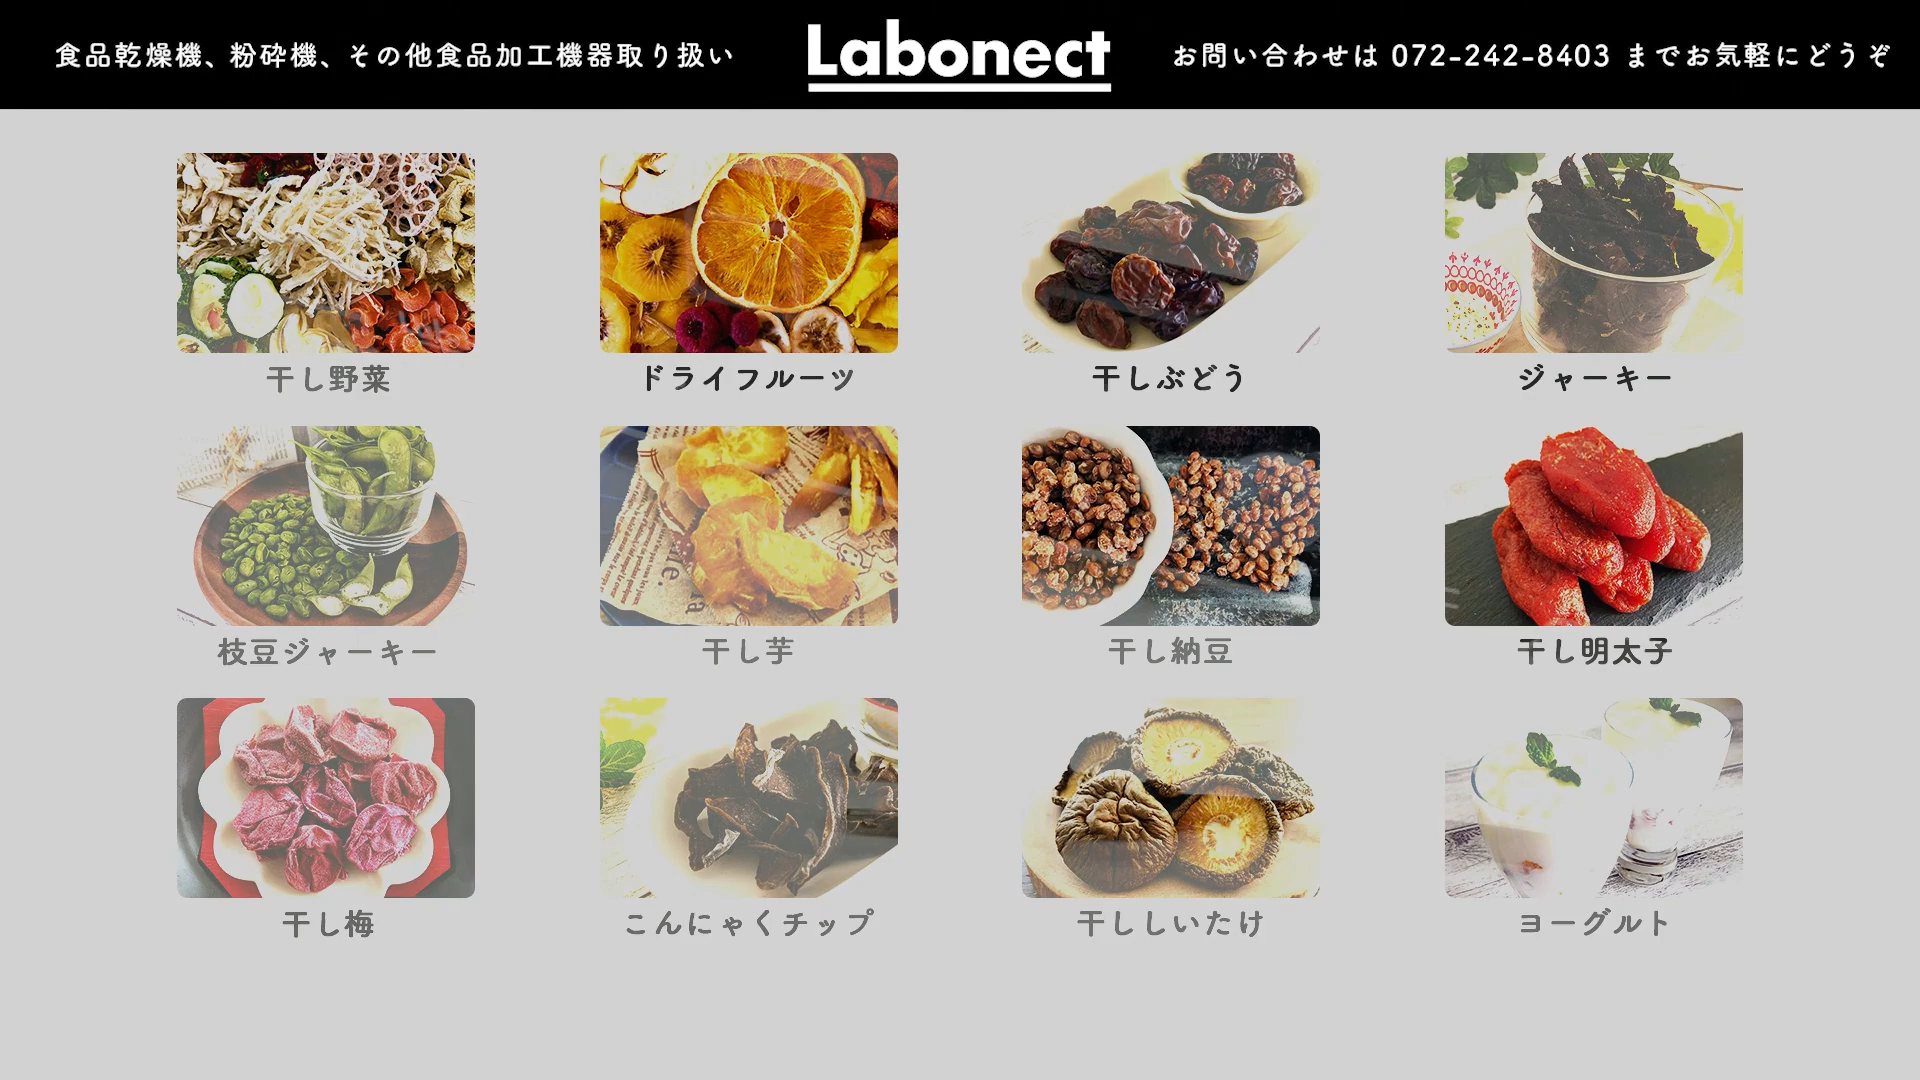 食品乾燥機、粉砕機、その他食品加工機器取り扱い
Labonect
お問い合わせは 072-242-8403 までお気軽にどうぞ
干し野菜
ドライフルーツ
干しぶどう
ジャーキー
枝豆ジャーキー
干し芋
干し納豆
干し明太子
干し梅
こんにゃくチップ
干ししいたけ
ヨーグルト